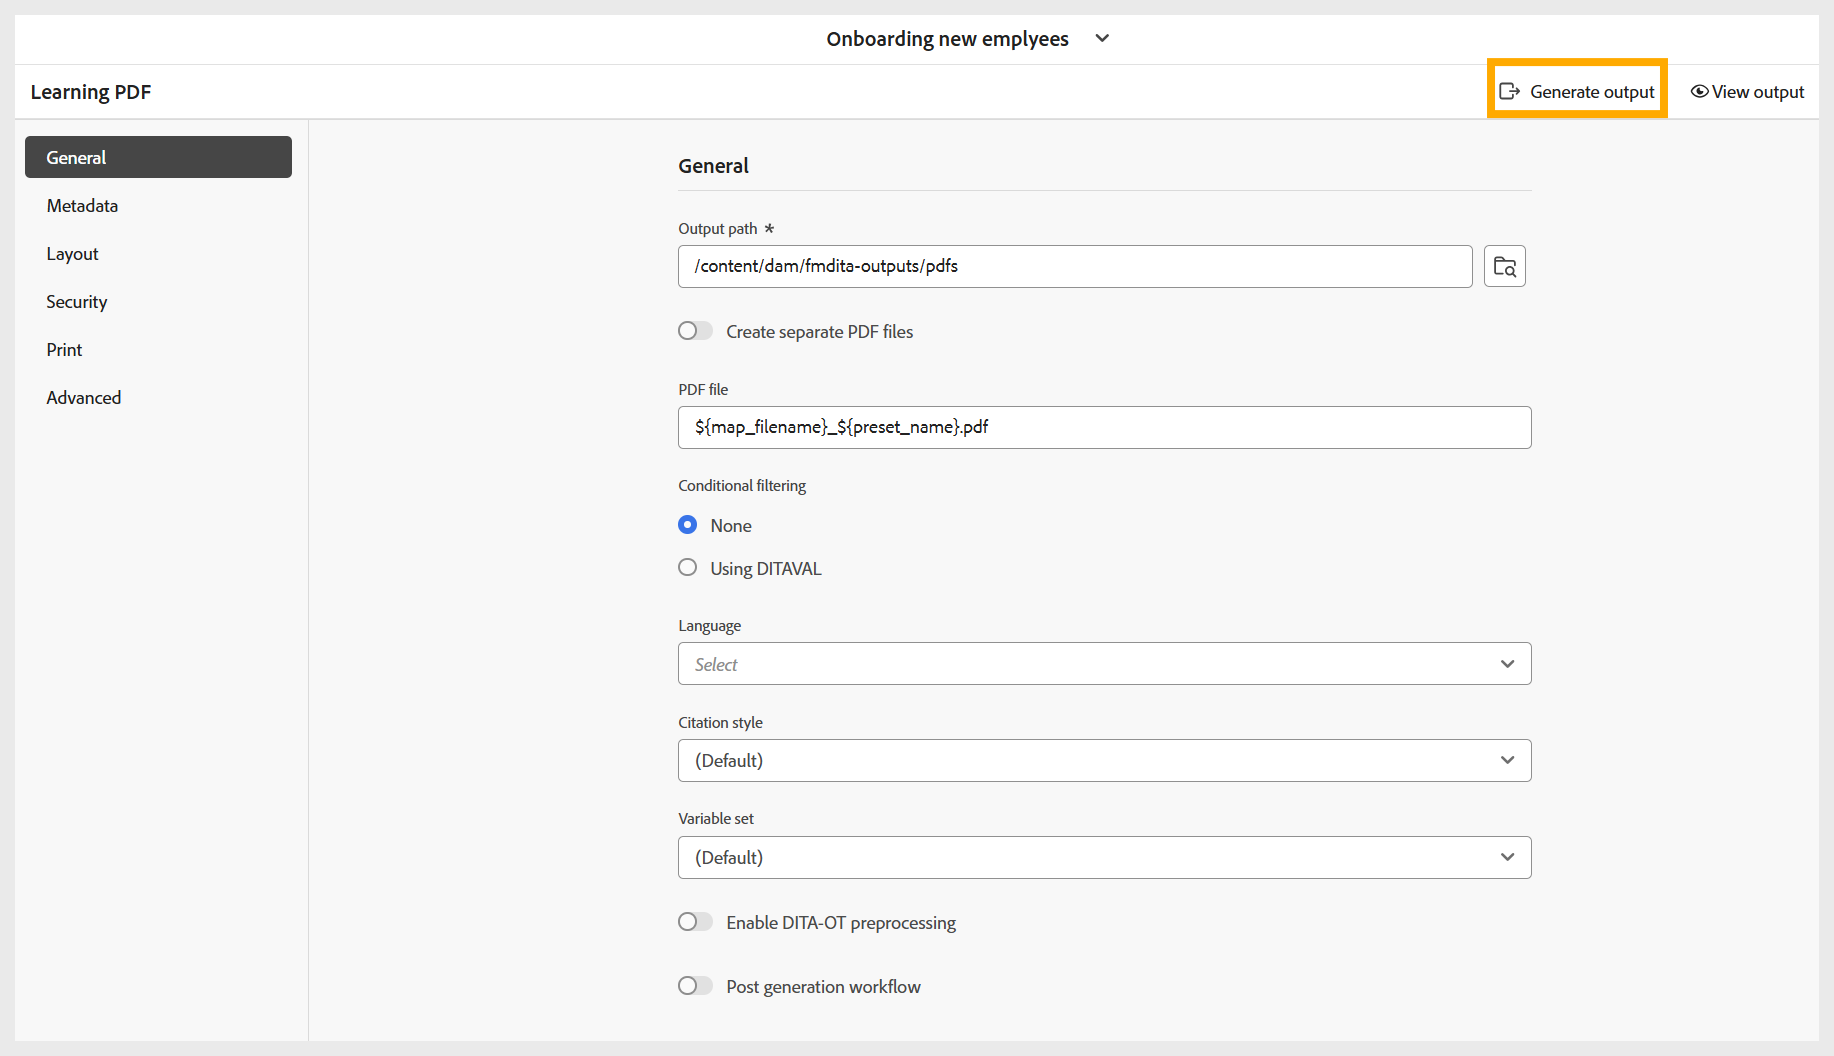 Onboarding new emplyees
Learning PDF
Generate output
View output
General
Metadata
Layout
Security
Print
Advanced
General
Output path *
/content/dam/fmdita-outputs/pdfs
Create separate PDF files
PDF file
${map_filename}_${preset_name}.pdf
Conditional filtering
None
Using DITAVAL
Language
Select
Citation style
(Default)
Variable set
(Default)
Enable DITA-OT preprocessing
Post generation workflow